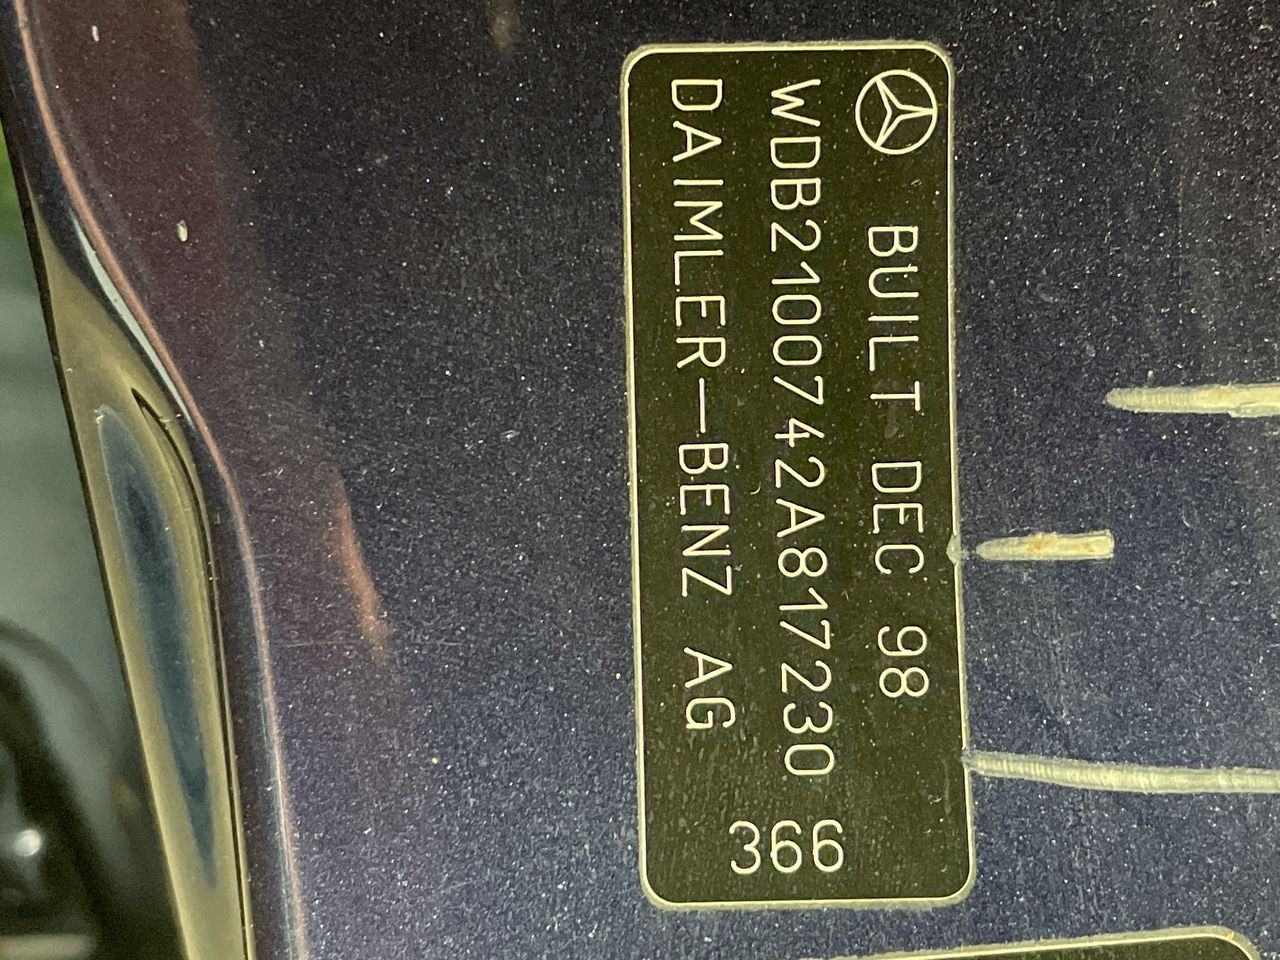 BUILT DEC 98
WDB2100742A817230
DAIMLER-BENZ AG
366